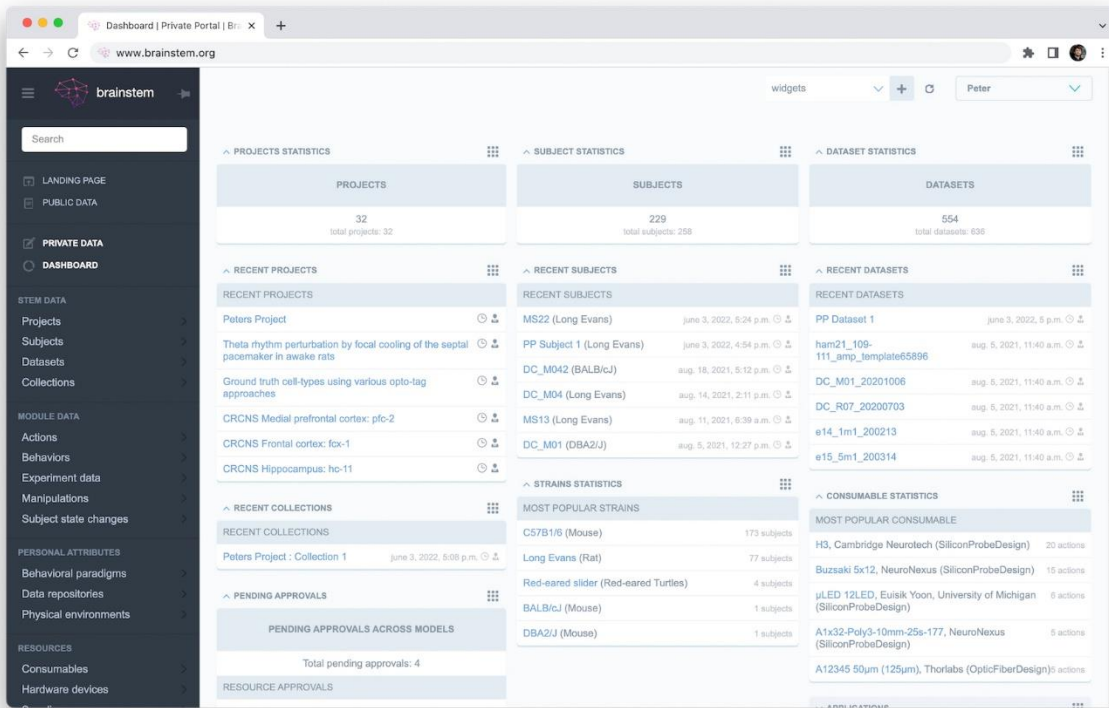 Dashboard | Private Portal | Bra
www.brainstem.org
brainstem
Search
LANDING PAGE
PUBLIC DATA
PRIVATE DATA
DASHBOARD
STEM DATA
Projects
Subjects
Datasets
Collections
MODULE DATA
Actions
Behaviors
Experiment data
Manipulations
Subject state changes
PERSONAL ATTRIBUTES
Behavioral paradigms
Data repositories
Physical environments
RESOURCES
Consumables
Hardware devices
widgets
Peter
PROJECTS STATISTICS
PROJECTS
32
total projects: 32
RECENT PROJECTS
RECENT PROJECTS
Peters Project
Theta rhythm perturbation by focal cooling of the septal
pacemaker in awake rats
Ground truth cell-types using various opto-tag
approaches
CRCNS Medial prefrontal cortex: pfc-2
CRCNS Frontal cortex: fcx-1
CRCNS Hippocampus: hc-11
RECENT COLLECTIONS
RECENT COLLECTIONS
Peters Project : Collection 1 june 3, 2022, 5:08 p.m.
PENDING APPROVALS
PENDING APPROVALS ACROSS MODELS
Total pending approvals: 4
RESOURCE APPROVALS
SUBJECT STATISTICS
SUBJECTS
229
total subjects: 258
RECENT SUBJECTS
RECENT SUBJECTS
MS22 (Long Evans) june 3, 2022, 5:24 p.m.
PP Subject 1 (Long Evans) june 3, 2022, 4:54 p.m.
DC_M042 (BALB/cJ) aug. 18, 2021, 5:12 p.m.
DC_M04 (Long Evans) aug. 14, 2021, 2:11 p.m.
MS13 (Long Evans) aug. 11, 2021, 6:39 a.m.
DC_M01 (DBA2/J) aug. 5, 2021, 12:27 p.m.
STRAINS STATISTICS
MOST POPULAR STRAINS
C57B1/6 (Mouse) 173 subjects
Long Evans (Rat) 77 subjects
Red-eared slider (Red-eared Turtles) 4 subjects
BALB/cJ (Mouse) 1 subjects
DBA2/J (Mouse) 1 subjects
DATASET STATISTICS
DATASETS
554
total datasets: 636
RECENT DATASETS
RECENT DATASETS
PP Dataset 1 june 3, 2022, 5 p.m.
ham21_109-
111_amp_template65896 aug. 5, 2021, 11:40 a.m.
DC_M01_20201006 aug. 5, 2021, 11:40 a.m.
DC_R07_20200703 aug. 5, 2021, 11:40 a.m.
e14_1m1_200213 aug. 5, 2021, 11:40 a.m.
e15_5m1_200314 aug. 5, 2021, 11:40 a.m.
CONSUMABLE STATISTICS
MOST POPULAR CONSUMABLE
H3, Cambridge Neurotech (SiliconProbeDesign) 20 actions
Buzsaki 5x12, NeuroNexus (SiliconProbeDesign) 15 actions
µLED 12LED, Euisik Yoon, University of Michigan 6 actions
(SiliconProbeDesign)
A1x32-Poly3-10mm-25s-177, NeuroNexus 5 actions
(SiliconProbeDesign)
A12345 50µm (125µm), Thorlabs (OpticFiberDesign) actions
APPLICATIONS